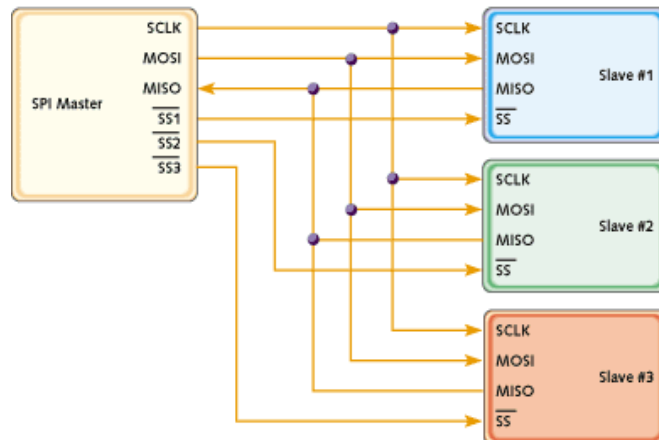 SPI Master
SCLK
MOSI
MISO
SS1
SS2
SS3
SCLK
MOSI
MISO
SS
Slave #1
SCLK
MOSI
MISO
SS
Slave #2
SCLK
MOSI
MISO
SS
Slave #3